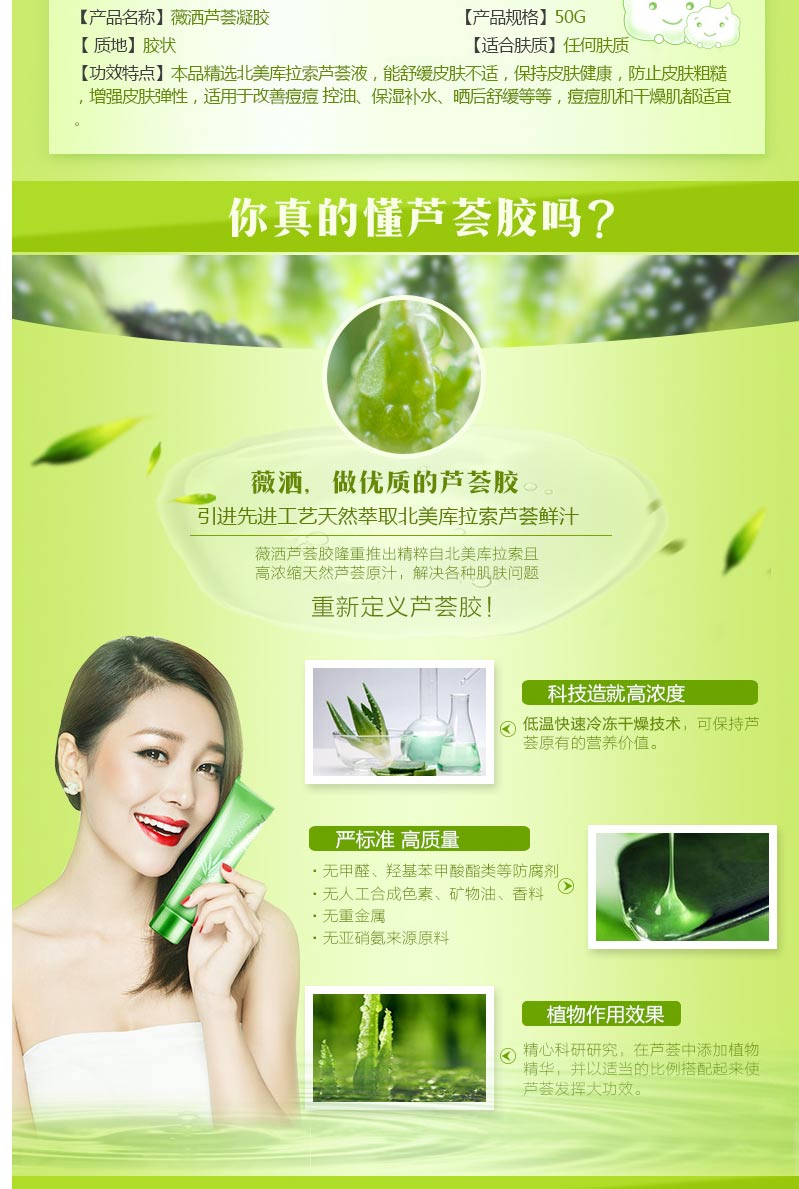 【产品名称】薇洒芦荟凝胶 【产品规格】50G
【 质地】胶状 【适合肤质】任何肤质
【功效特点】本品精选北美库拉索芦荟液，能舒缓皮肤不适，保持皮肤健康，防止皮肤粗糙
，增强皮肤弹性，适用于改善痘痘 控油、保湿补水、晒后舒缓等等，痘痘肌和干燥肌都适宜
。
你真的懂芦荟胶吗？
薇洒，做优质的芦荟胶
引进先进工艺天然萃取北美库拉索芦荟鲜汁
薇洒芦荟胶隆重推出精粹自北美库拉索且
高浓缩天然芦荟原汁，解决各种肌肤问题
重新定义芦荟胶！
科技造就高浓度
低温快速冷冻干燥技术，可保持芦
荟原有的营养价值。
严标准 高质量
· 无甲醛、羟基苯甲酸酯类等防腐剂
· 无人工合成色素、矿物油、香料
· 无重金属
· 无亚硝氨来源原料
植物作用效果
精心科研研究，在芦荟中添加植物
精华，并以适当的比例搭配起来使
芦荟发挥大功效。